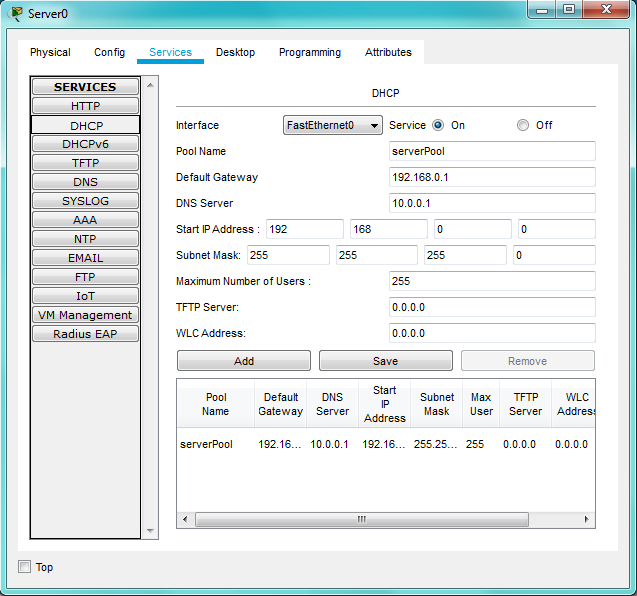 Server0
Physical Config Services Desktop Programming Attributes
SERVICES
HTTP
DHCP
DHCPv6
TFTP
DNS
SYSLOG
AAA
NTP
EMAIL
FTP
IoT
VM Management
Radius EAP
DHCP
Interface FastEthernet0 Service On Off
Pool Name serverPool
Default Gateway 192.168.0.1
DNS Server 10.0.0.1
Start IP Address : 192 168 0 0
Subnet Mask: 255 255 255 0
Maximum Number of Users : 255
TFTP Server: 0.0.0.0
WLC Address: 0.0.0.0
Add Save Remove
Pool Name Default Gateway DNS Server Start IP Address Subnet Mask Max User TFTP Server WLC Address
serverPool 192.16... 10.0.0.1 192.16... 255.25... 255 0.0.0.0 0.0.0.0
Top